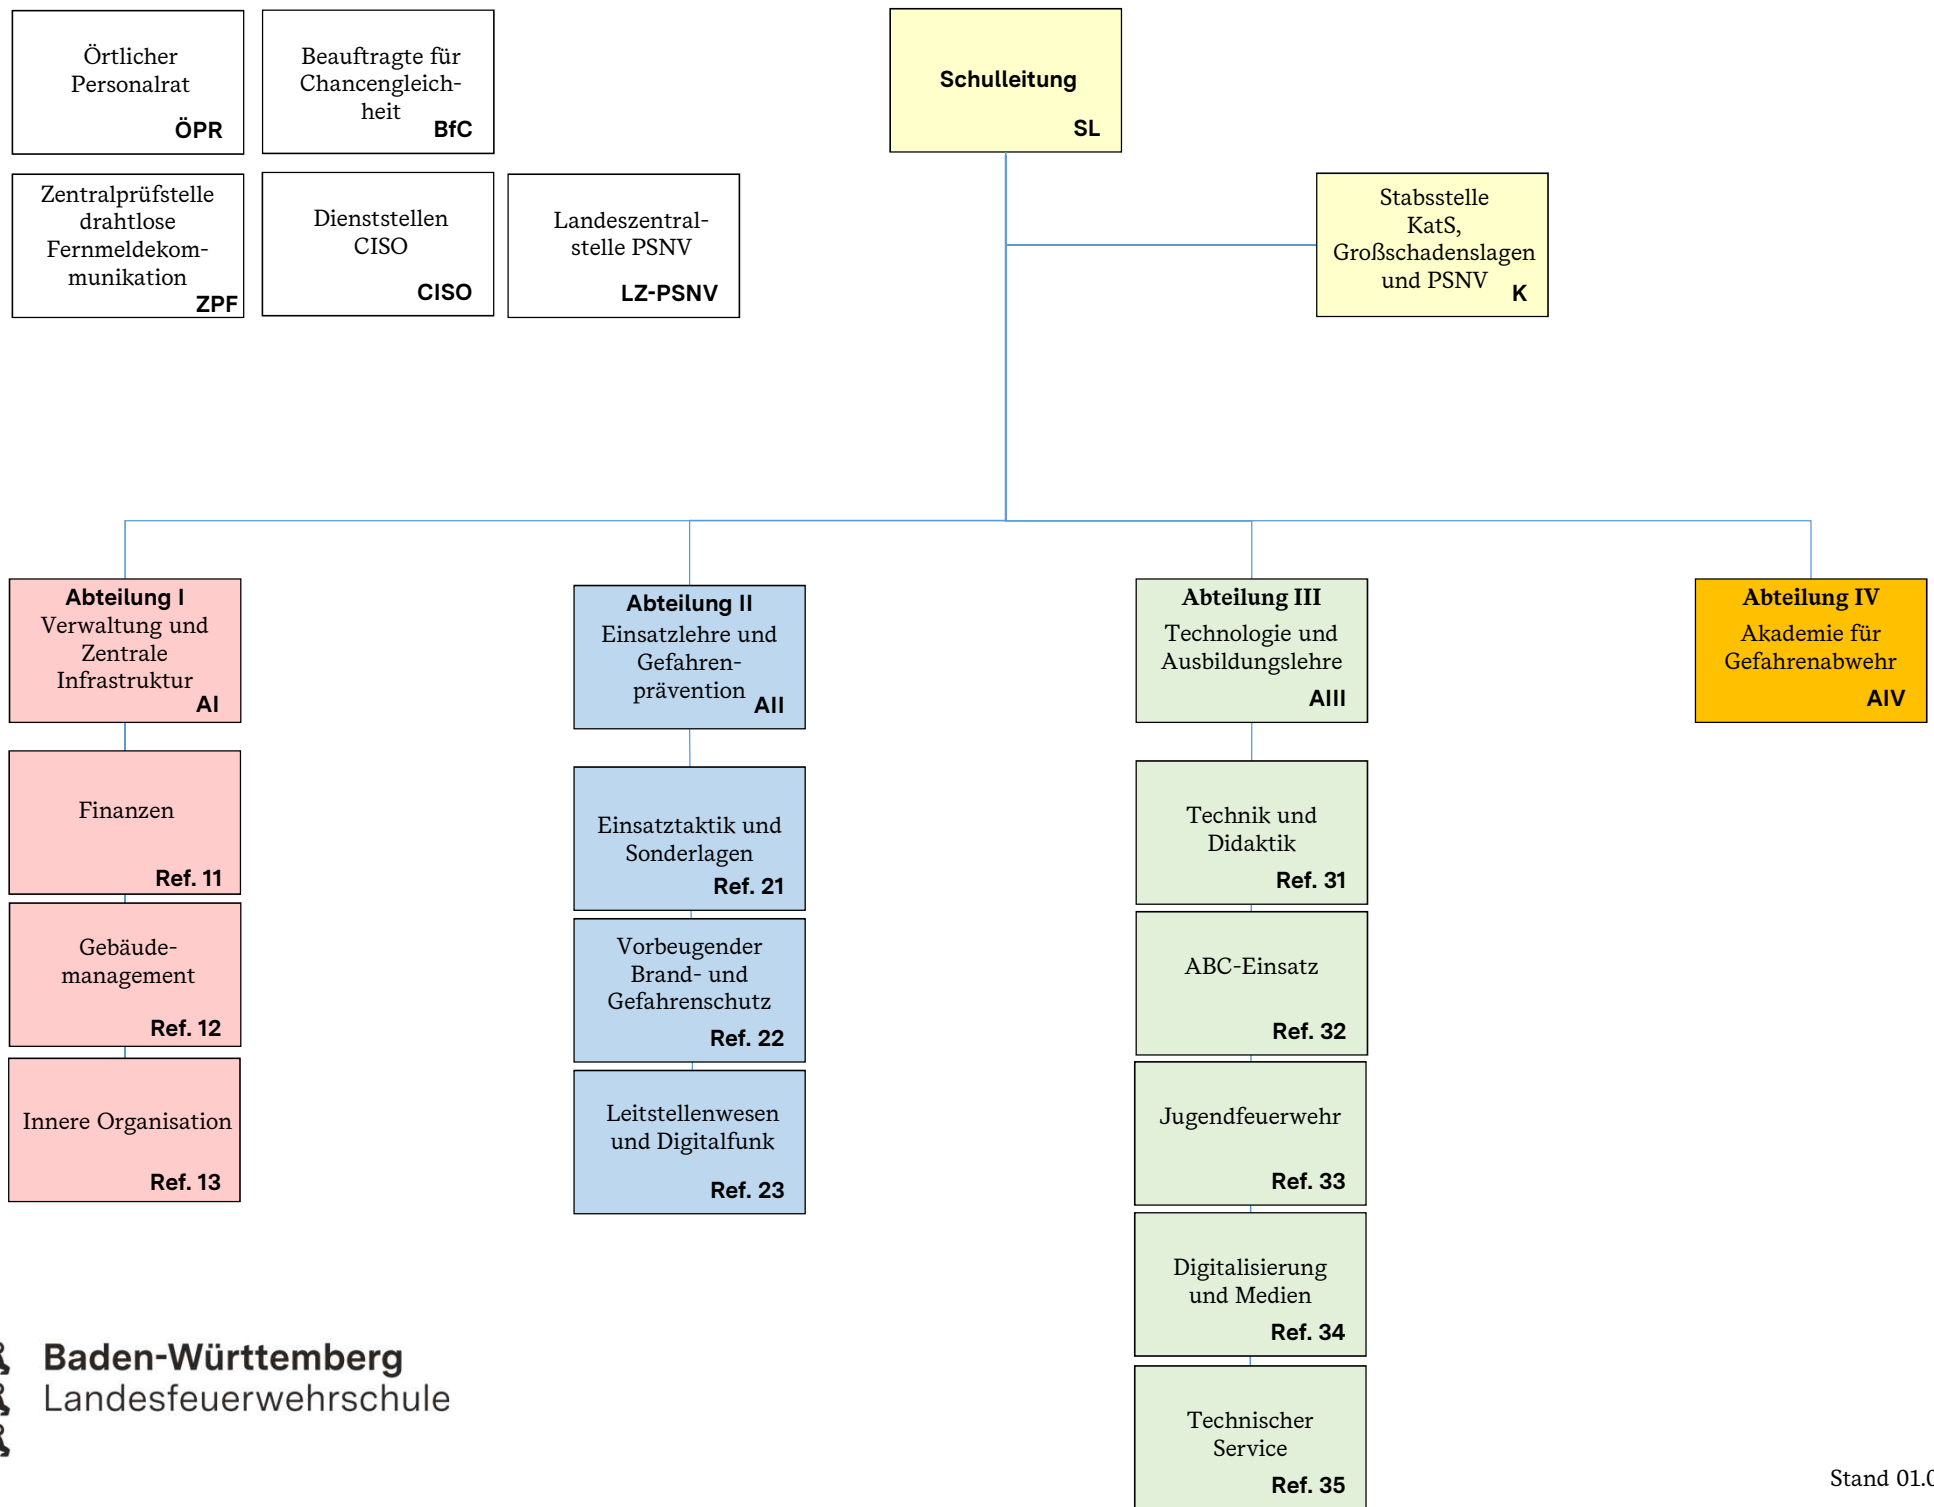 Örtlicher
Personalrat
ÖPR
Beauftragte für
Chancengleich-
heit
BfC
Schulleitung
SL
Zentralprüfstelle
drahtlose
Fernmeldekom-
munikation
ZPF
Dienststellen
CISO
CISO
Landeszentral-
stelle PSNV
LZ-PSNV
Stabsstelle
KatS,
Großschadenslagen
und PSNV
K
Abteilung I
Verwaltung und
Zentrale
Infrastruktur
AI
Finanzen
Ref. 11
Gebäude-
management
Ref. 12
Innere Organisation
Ref. 13
Abteilung II
Einsatzlehre und
Gefahren-
prävention
AII
Einsatztaktik und
Sonderlagen
Ref. 21
Vorbeugender
Brand- und
Gefahrenschutz
Ref. 22
Leitstellenwesen
und Digitalfunk
Ref. 23
Abteilung III
Technologie und
Ausbildungslehre
AIII
Technik und
Didaktik
Ref. 31
ABC-Einsatz
Ref. 32
Jugendfeuerwehr
Ref. 33
Digitalisierung
und Medien
Ref. 34
Technischer
Service
Ref. 35
Abteilung IV
Akademie für
Gefahrenabwehr
AIV
Baden-Württemberg
Landesfeuerwehrschule
Stand